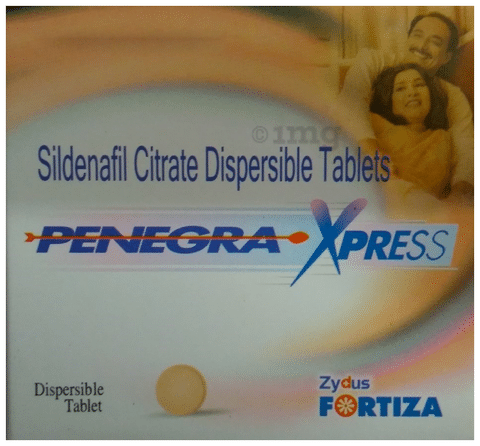 © 1mg
Sildenafil Citrate Dispersible Tablets
PENEGRA XPRESS
Dispersible
Tablet
Zydus
FORTIZA